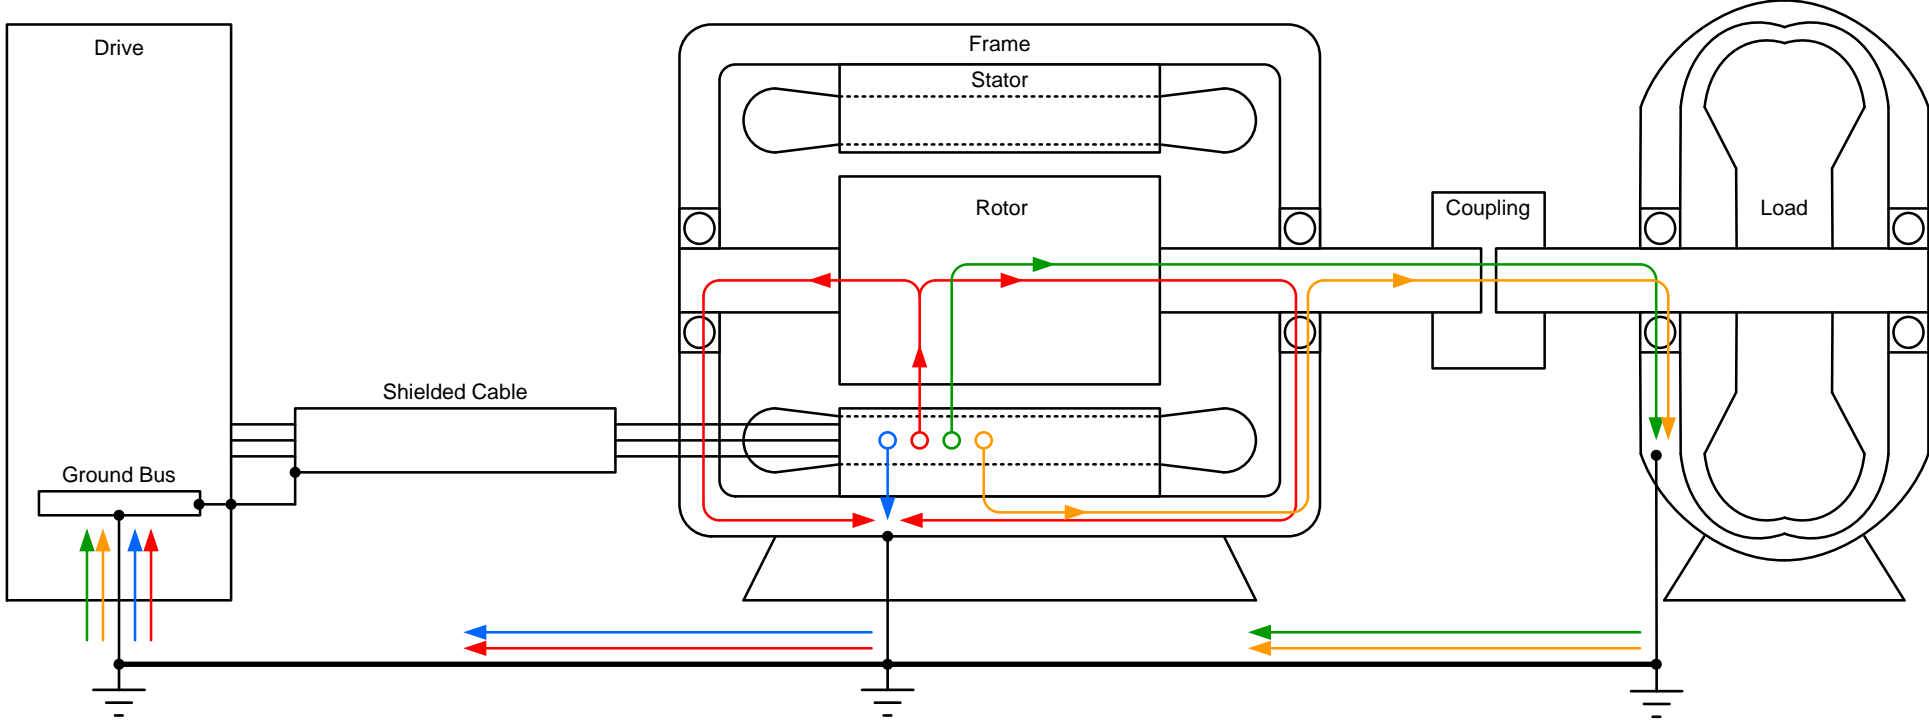 Drive
Frame
Stator
Rotor
Coupling
Load
Shielded Cable
Ground Bus